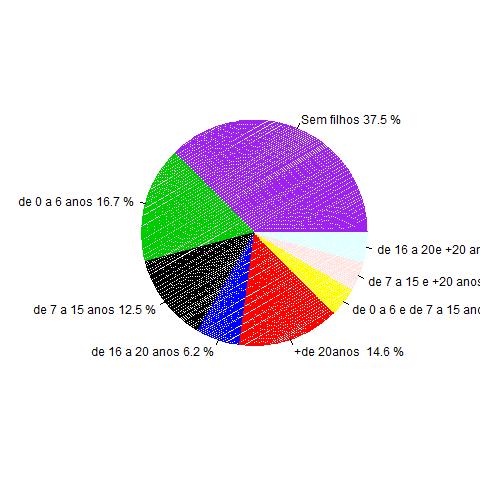 Sem filhos 37.5 %
de 0 a 6 anos 16.7 %
de 16 a 20e +20 an
de 7 a 15 e +20 anos
de 7 a 15 anos 12.5 %
de 0 a 6 e de 7 a 15 ano
de 16 a 20 anos 6.2 %
+de 20anos 14.6 %